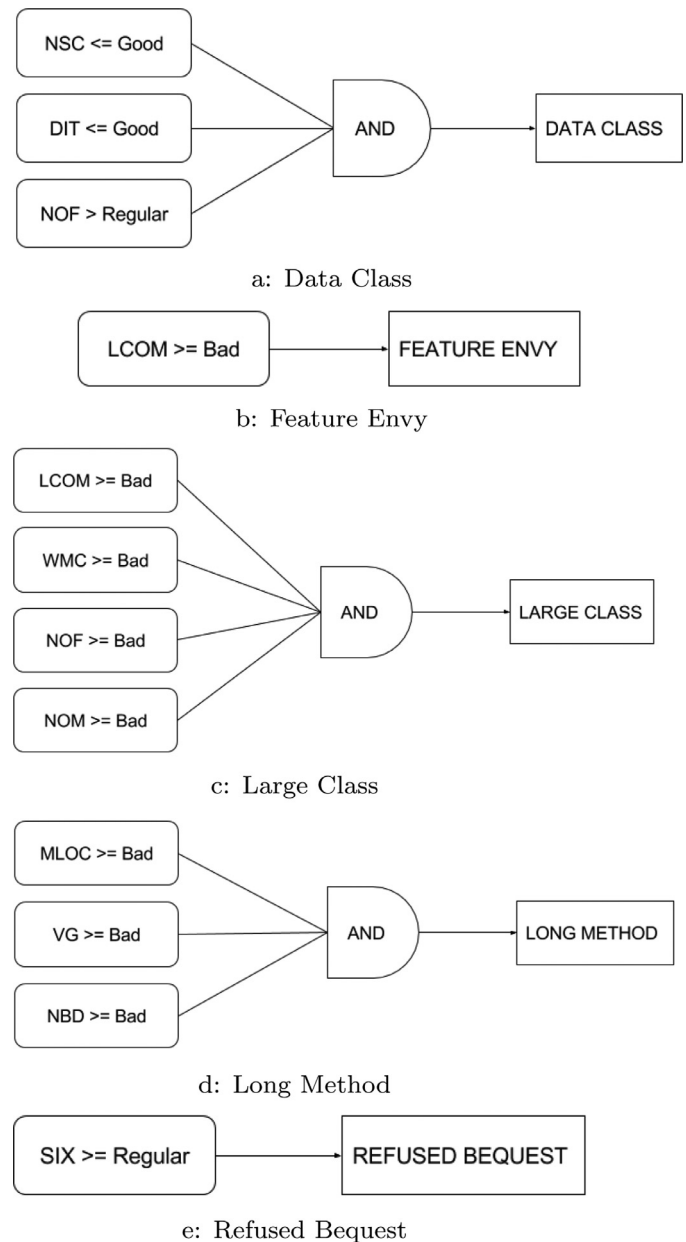 NSC <= Good
DIT <= Good
NOF > Regular
AND
DATA CLASS
a: Data Class
LCOM >= Bad
FEATURE ENVY
b: Feature Envy
LCOM >= Bad
WMC >= Bad
NOF >= Bad
NOM >= Bad
AND
LARGE CLASS
c: Large Class
MLOC >= Bad
VG >= Bad
NBD >= Bad
AND
LONG METHOD
d: Long Method
SIX >= Regular
REFUSED BEQUEST
e: Refused Bequest